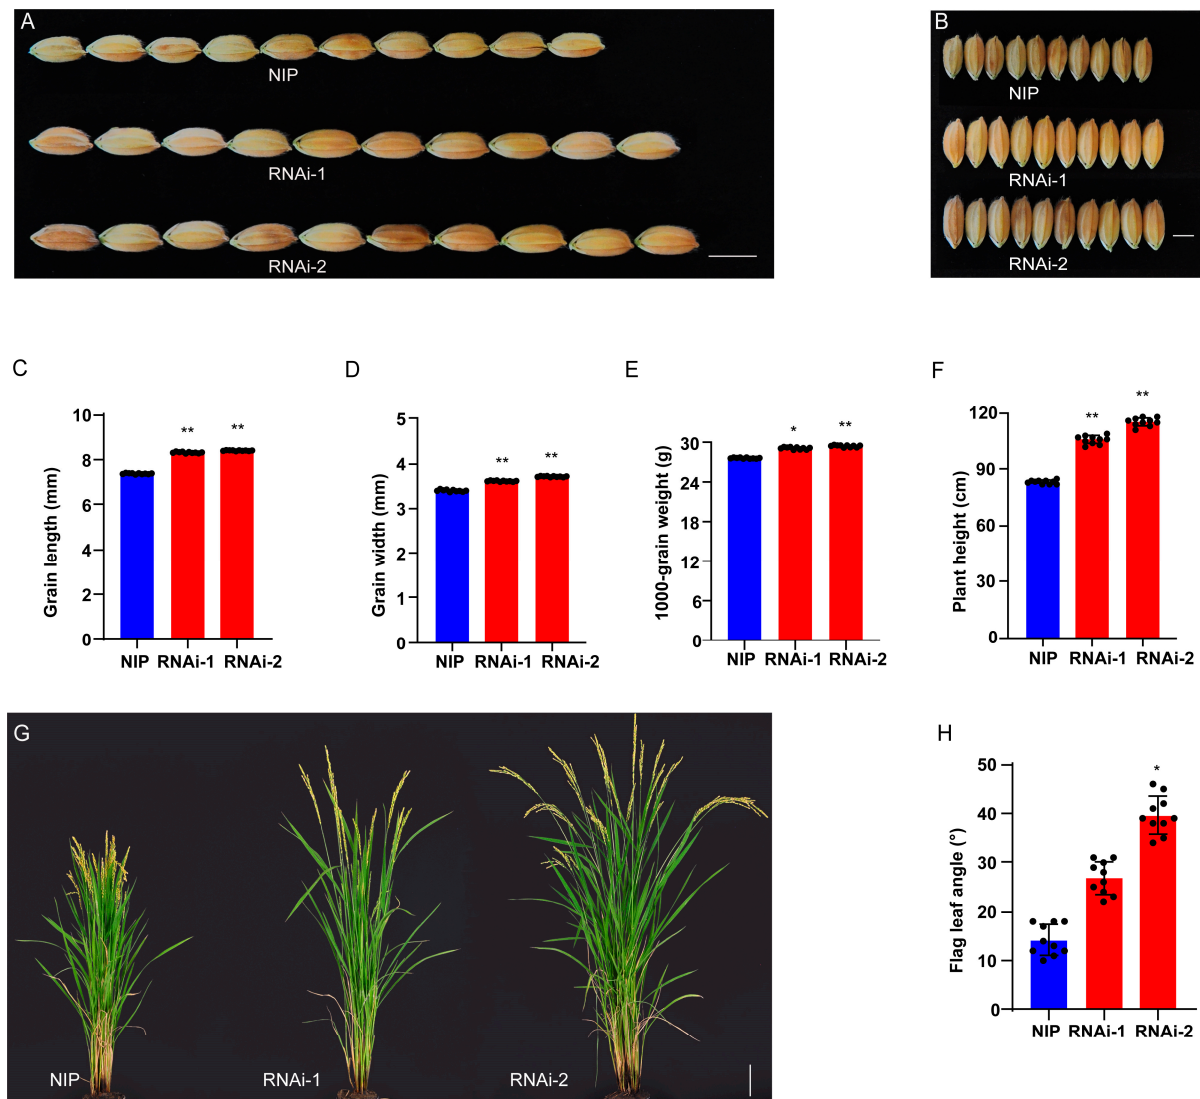 A
NIP
RNAi-1
RNAi-2
B
NIP
RNAi-1
RNAi-2
C
Grain length (mm)
10
8
6
4
2
0
**
**
NIP
RNAi-1
RNAi-2
D
Grain width (mm)
5
4
3
2
1
0
**
**
NIP
RNAi-1
RNAi-2
E
1000-grain weight (g)
30
24
18
12
6
0
*
**
NIP
RNAi-1
RNAi-2
F
Plant height (cm)
120
90
60
30
0
**
**
NIP
RNAi-1
RNAi-2
G
NIP
RNAi-1
RNAi-2
H
Flag leaf angle (°)
50
40
30
20
10
0
*
NIP
RNAi-1
RNAi-2